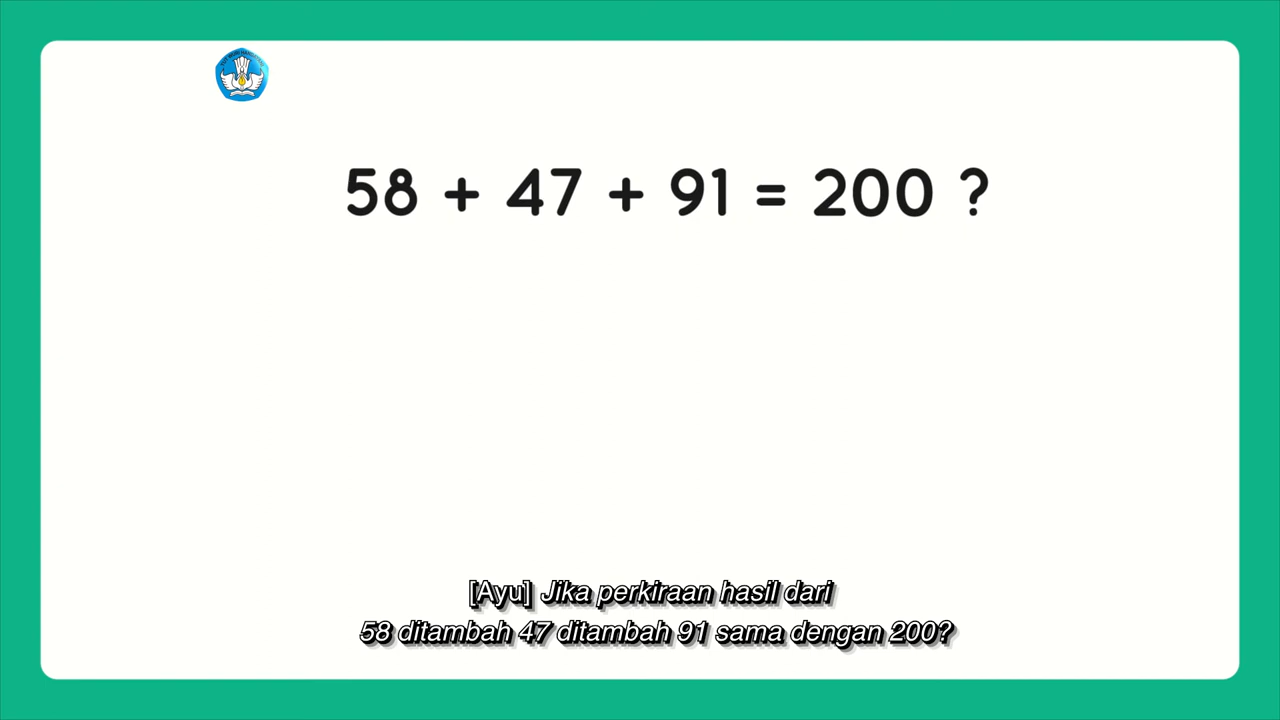 58 + 47 + 91 = 200 ?
[Ayu] Jika perkiraan hasil dari
58 ditambah 47 ditambah 91 sama dengan 200?